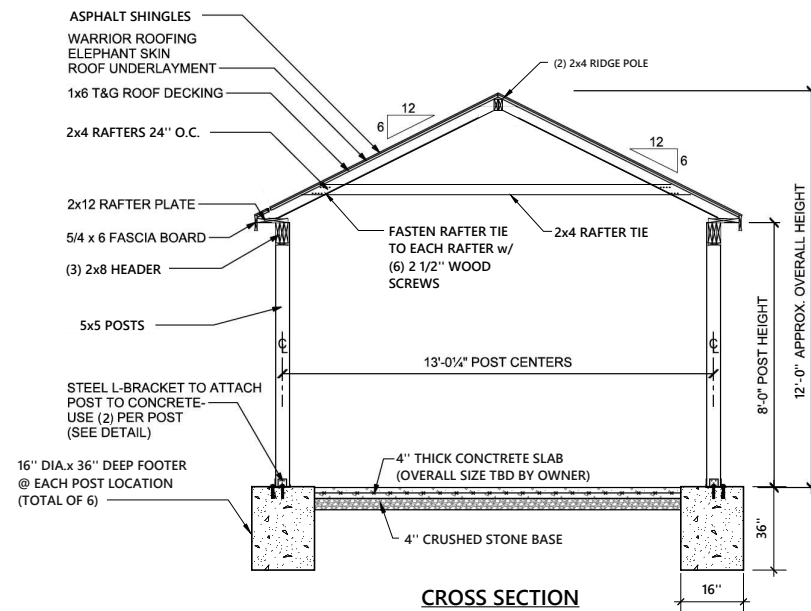 ASPHALT SHINGLES
WARRIOR ROOFING
ELEPHANT SKIN
ROOF UNDERLAYMENT
1x6 T&G ROOF DECKING
2x4 RAFTERS 24'' O.C.
2x12 RAFTER PLATE
5/4 x 6 FASCIA BOARD
(3) 2x8 HEADER
5x5 POSTS
STEEL L-BRACKET TO ATTACH
POST TO CONCRETE-
USE (2) PER POST
(SEE DETAIL)
16'' DIA.x 36'' DEEP FOOTER
@ EACH POST LOCATION
(TOTAL OF 6)
12
6
(2) 2x4 RIDGE POLE
12
6
FASTEN RAFTER TIE
TO EACH RAFTER w/
(6) 2 1/2'' WOOD
SCREWS
2x4 RAFTER TIE
℄
13'-0¼" POST CENTERS
℄
4'' THICK CONCRETE SLAB
(OVERALL SIZE TBD BY OWNER)
4'' CRUSHED STONE BASE
8'-0" POST HEIGHT
12'-0" APPROX. OVERALL HEIGHT
36''
16''
CROSS SECTION